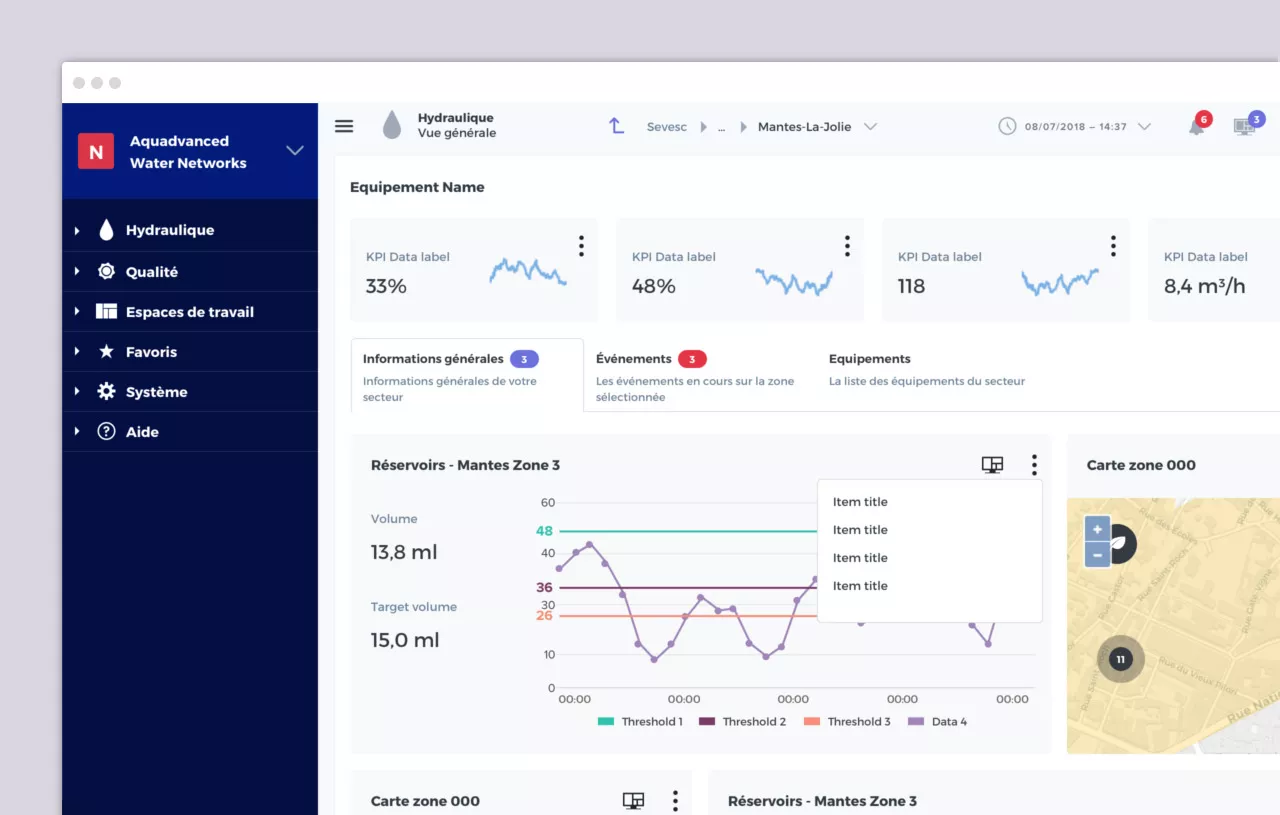 N
Aquadvanced
Water Networks
Hydraulique
Qualité
Espaces de travail
Favoris
Système
Aide
Hydraulique
Vue générale
Sevesc
...
Mantes-La-Jolie
08/07/2018 – 14:37
6
3
Equipement Name
KPI Data label
33%
KPI Data label
48%
KPI Data label
118
KPI Data label
8,4 m³/h
Informations générales 3
Informations générales de votre
secteur
Événements 3
Les événements en cours sur la zone
sélectionnée
Equipements
La liste des équipements du secteur
Réservoirs - Mantes Zone 3
Volume
13,8 ml
Target volume
15,0 ml
60
48
40
36
30
26
10
0
00:00 00:00 00:00 00:00 00:00
Threshold 1 Threshold 2 Threshold 3 Data 4
Item title
Item title
Item title
Item title
Carte zone 000
+
−
11
Rue du Vieux Pilori
Carte zone 000
Réservoirs - Mantes Zone 3